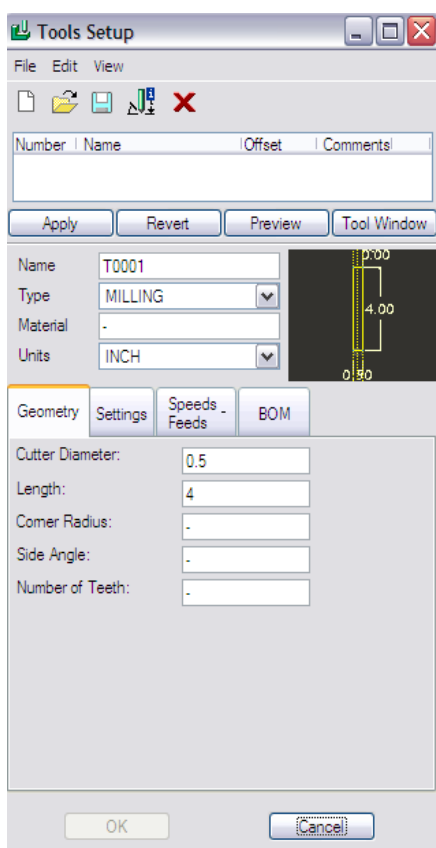 Tools Setup
File Edit View
Number Name Offset Comments
Apply Revert Preview Tool Window
Name T0001
Type MILLING
Material -
Units INCH
0.00
4.00
0.50
Geometry Settings Speeds - Feeds BOM
Cutter Diameter: 0.5
Length: 4
Corner Radius: -
Side Angle: -
Number of Teeth: -
OK Cancel